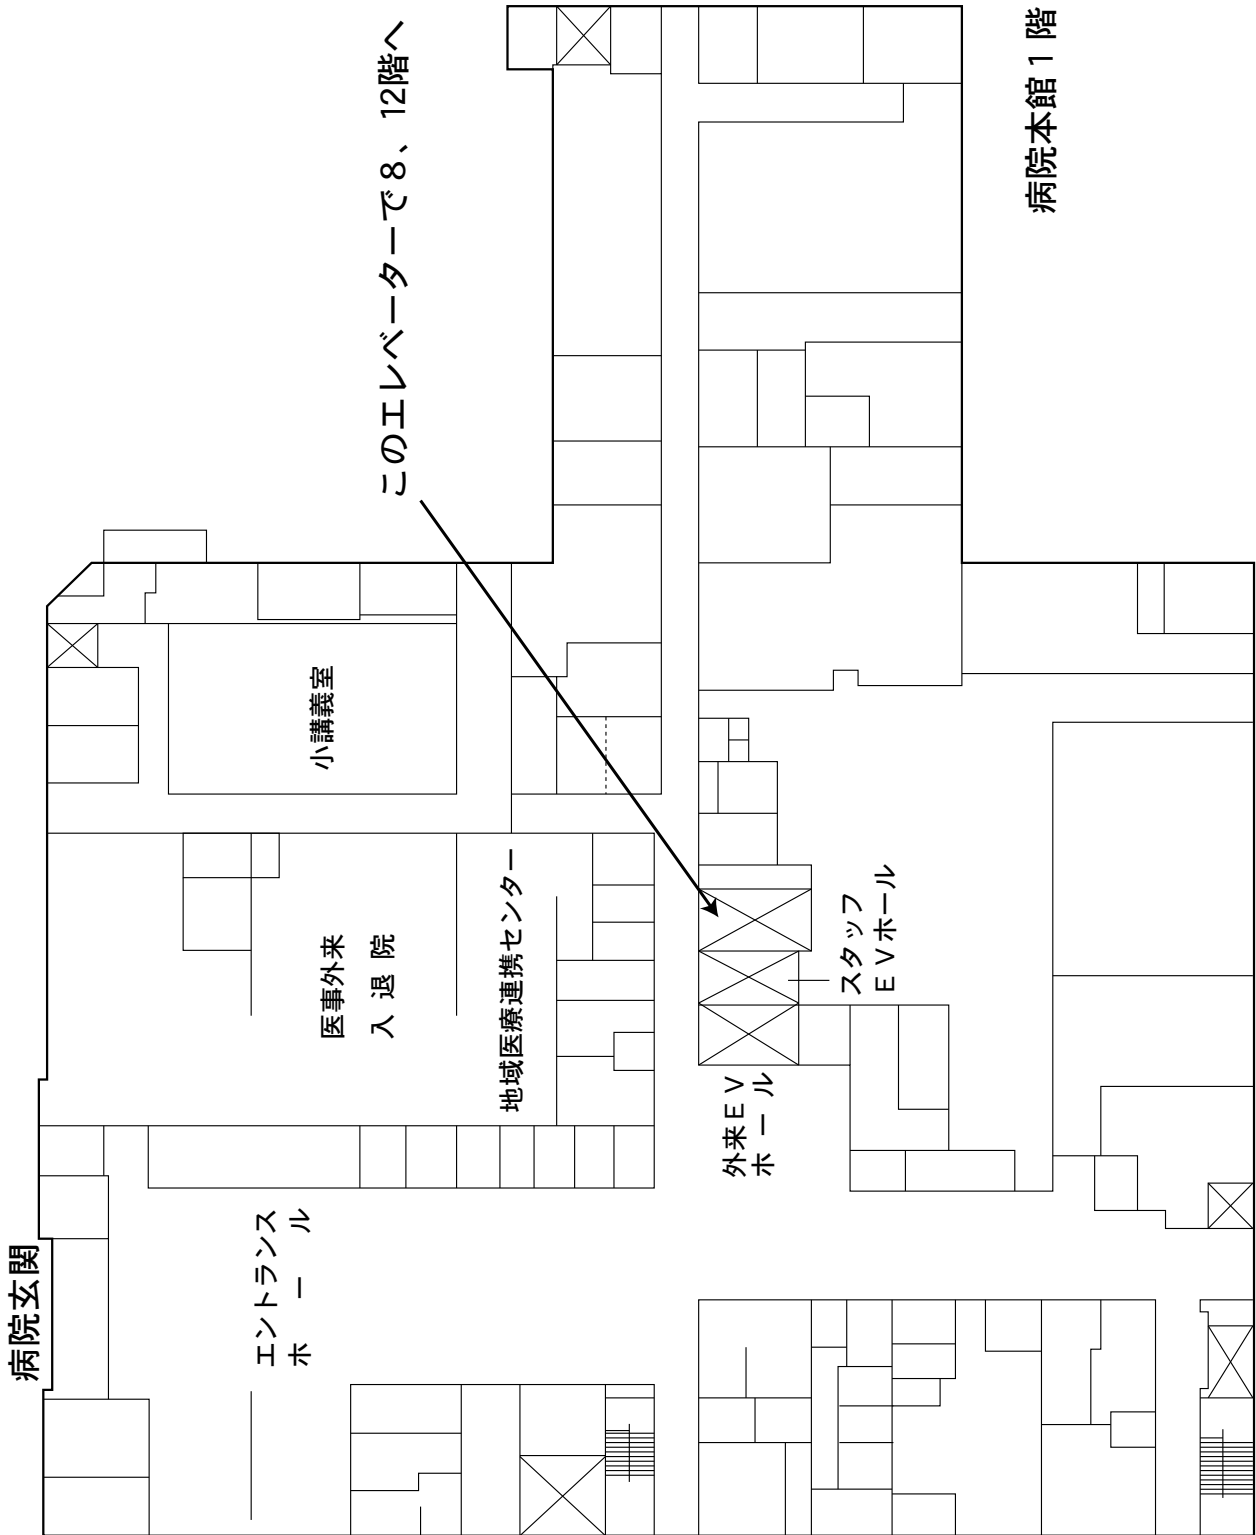 病院本館１階
このエレベーターで８、12階へ
病院玄関
エントランス
ホール
医事外来
入退院
小講義室
地域医療連携センター
外来ＥＶ
ホール
スタッフ
ＥＶホール